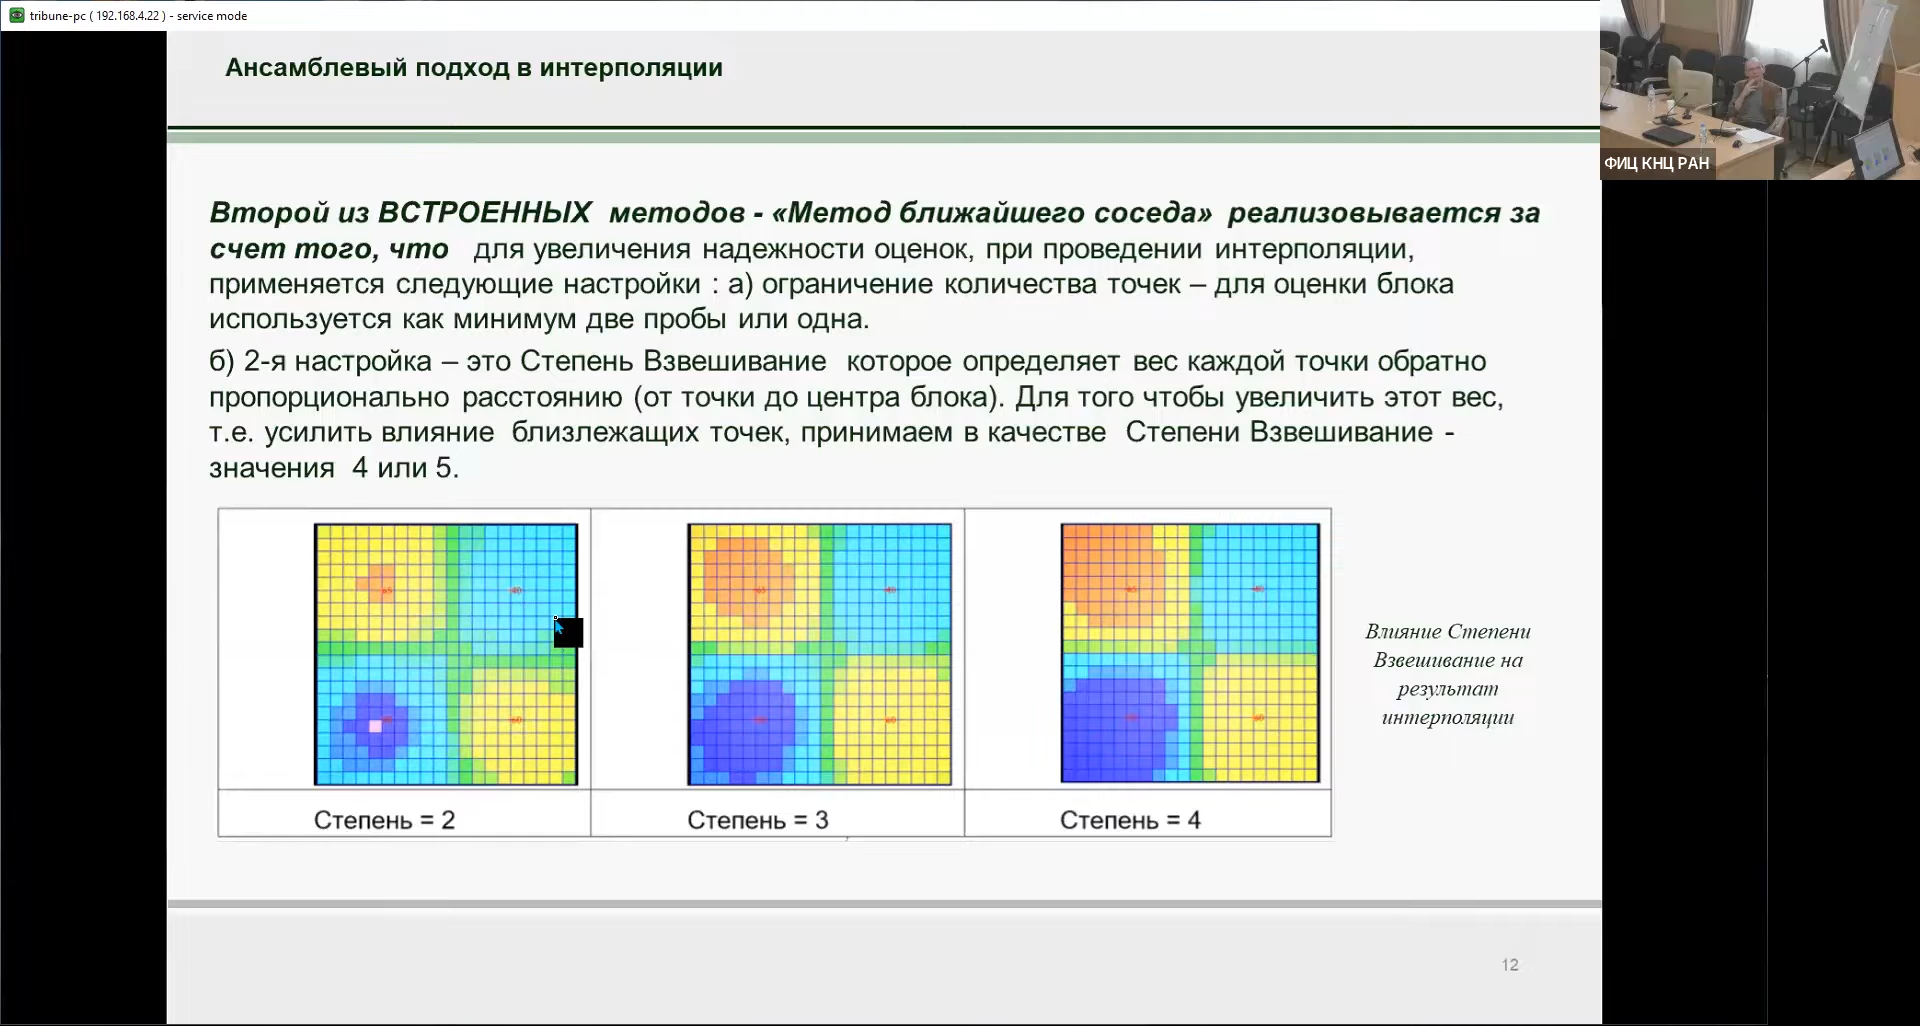 tribune-pc ( 192.168.4.22 ) - service mode
ФИЦ КНЦ РАН
Ансамблевый подход в интерполяции
Второй из ВСТРОЕННЫХ методов - «Метод ближайшего соседа» реализовывается за
счет того, что для увеличения надежности оценок, при проведении интерполяции,
применяется следующие настройки : а) ограничение количества точек – для оценки блока
используется как минимум две пробы или одна.
б) 2-я настройка – это Степень Взвешивание которое определяет вес каждой точки обратно
пропорционально расстоянию (от точки до центра блока). Для того чтобы увеличить этот вес,
т.е. усилить влияние близлежащих точек, принимаем в качестве Степени Взвешивание -
значения 4 или 5.
Влияние Степени
Взвешивание на
результат
интерполяции
Степень = 2
Степень = 3
Степень = 4
12